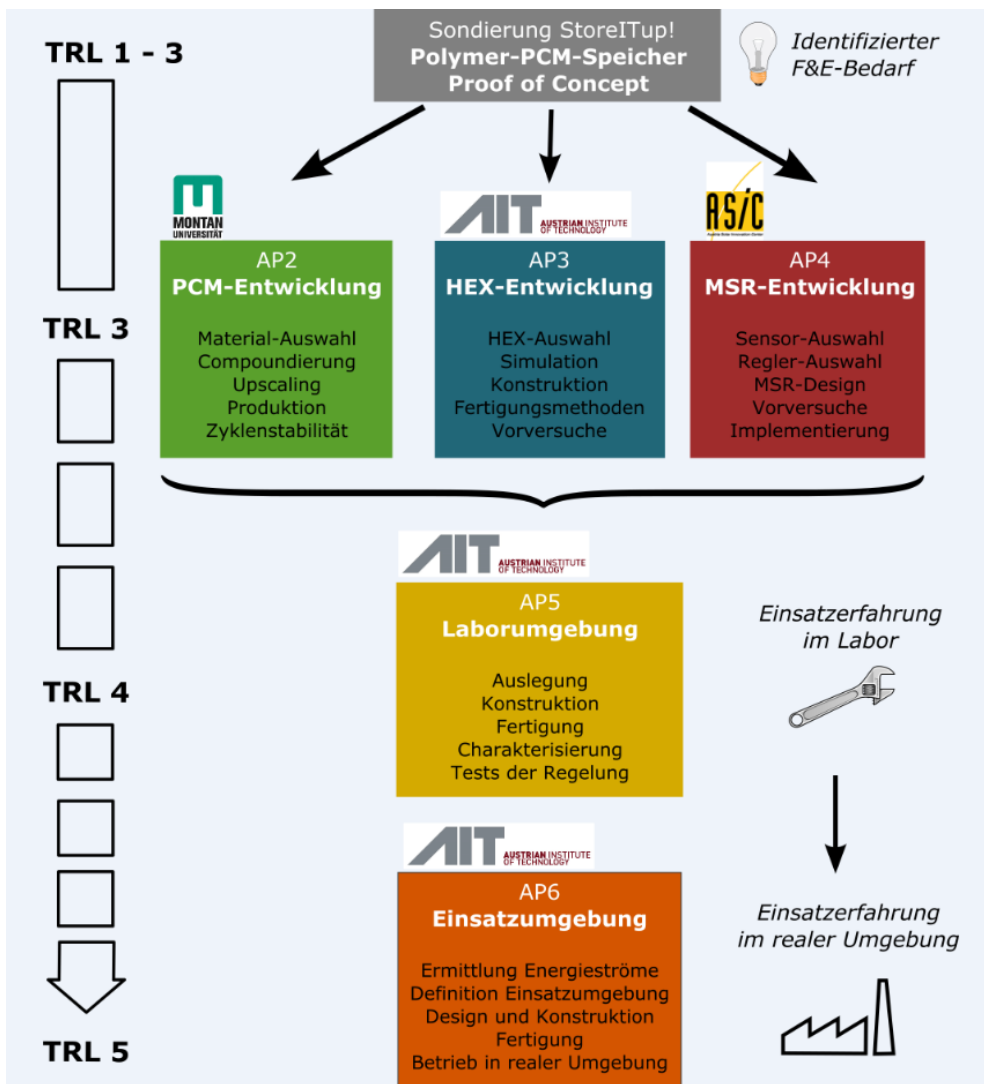 TRL 1 - 3
Sondierung StoreITup!
Polymer-PCM-Speicher
Proof of Concept
Identifizierter
F&E-Bedarf
MONTAN
UNIVERSITÄT
AP2
PCM-Entwicklung
Material-Auswahl
Compoundierung
Upscaling
Produktion
Zyklenstabilität
AIT AUSTRIAN INSTITUTE
OF TECHNOLOGY
AP3
HEX-Entwicklung
HEX-Auswahl
Simulation
Konstruktion
Fertigungsmethoden
Vorversuche
ASiC
Austria Solar Innovation Center
AP4
MSR-Entwicklung
Sensor-Auswahl
Regler-Auswahl
MSR-Design
Vorversuche
Implementierung
TRL 3
AIT AUSTRIAN INSTITUTE
OF TECHNOLOGY
AP5
Laborumgebung
Auslegung
Konstruktion
Fertigung
Charakterisierung
Tests der Regelung
Einsatzerfahrung
im Labor
TRL 4
AIT AUSTRIAN INSTITUTE
OF TECHNOLOGY
AP6
Einsatzumgebung
Ermittlung Energieströme
Definition Einsatzumgebung
Design und Konstruktion
Fertigung
Betrieb in realer Umgebung
Einsatzerfahrung
im realer Umgebung
TRL 5